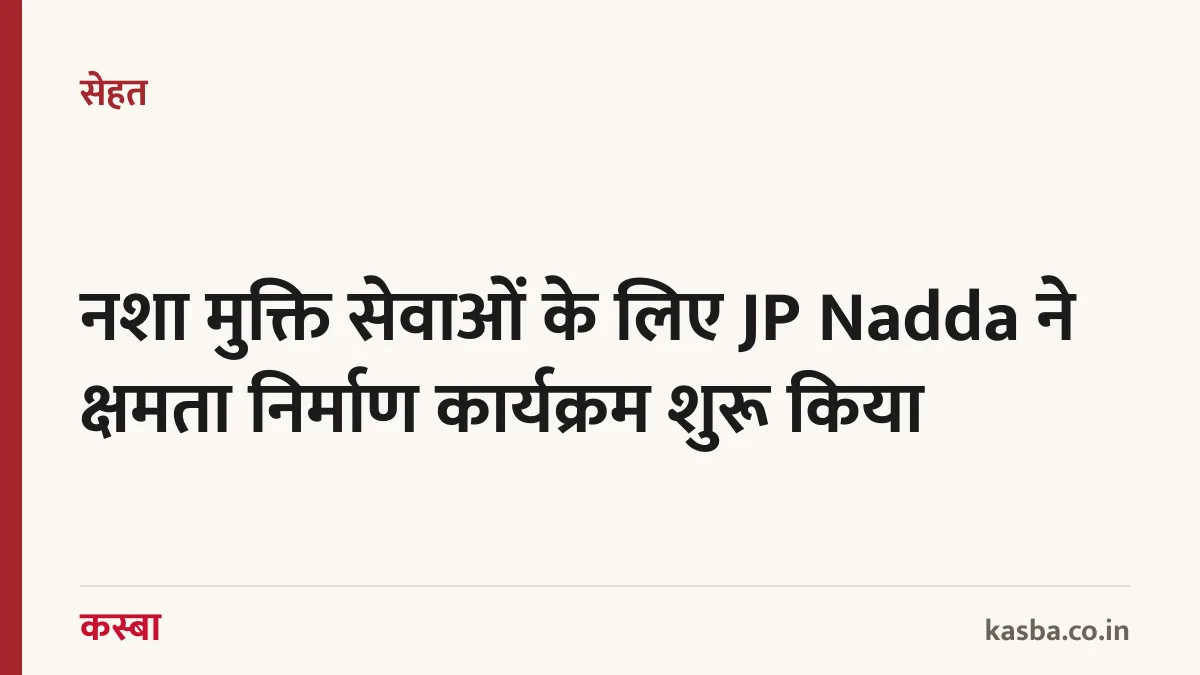 सेहत
नशा मुक्ति सेवाओं के लिए JP Nadda ने
क्षमता निर्माण कार्यक्रम शुरू किया
कस्बा
kasba.co.in